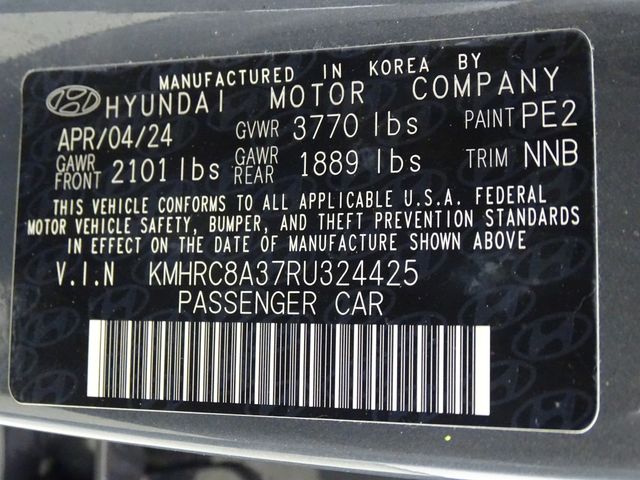 MANUFACTURED IN KOREA BY
HYUNDAI MOTOR COMPANY
APR/04/24 GVWR 3770 lbs PAINT PE2
GAWR FRONT 2101 lbs GAWR REAR 1889 lbs TRIM NNB
THIS VEHICLE CONFORMS TO ALL APPLICABLE U.S.A. FEDERAL
MOTOR VEHICLE SAFETY, BUMPER, AND THEFT PREVENTION STANDARDS
IN EFFECT ON THE DATE OF MANUFACTURE SHOWN ABOVE
V.I.N KMHRC8A37RU324425
PASSENGER CAR